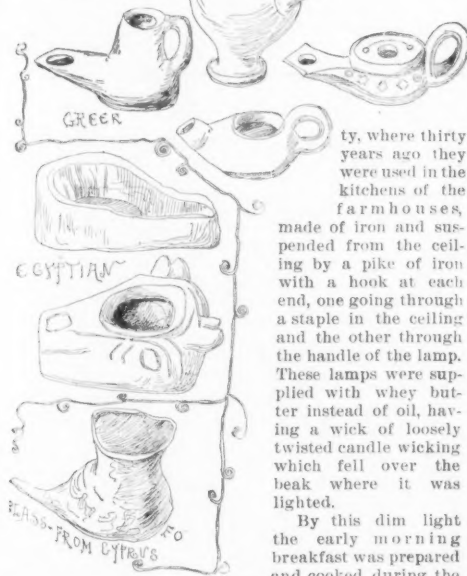 GREEK
EGYPTIAN
GLASS-FROM CYPRUS
ty, where thirty
years ago they
were used in the
kitchens of the
farmhouses,
made of iron and sus-
pended from the ceil-
ing by a pike of iron
with a hook at each
end, one going through
a staple in the ceiling
and the other through
the handle of the lamp.
These lamps were sup-
plied with whey but-
ter instead of oil, hav-
ing a wick of loosely
twisted candle wicking
which fell over the
beak where it was
lighted.
By this dim light
the early morning
breakfast was prepared
and cooked during the